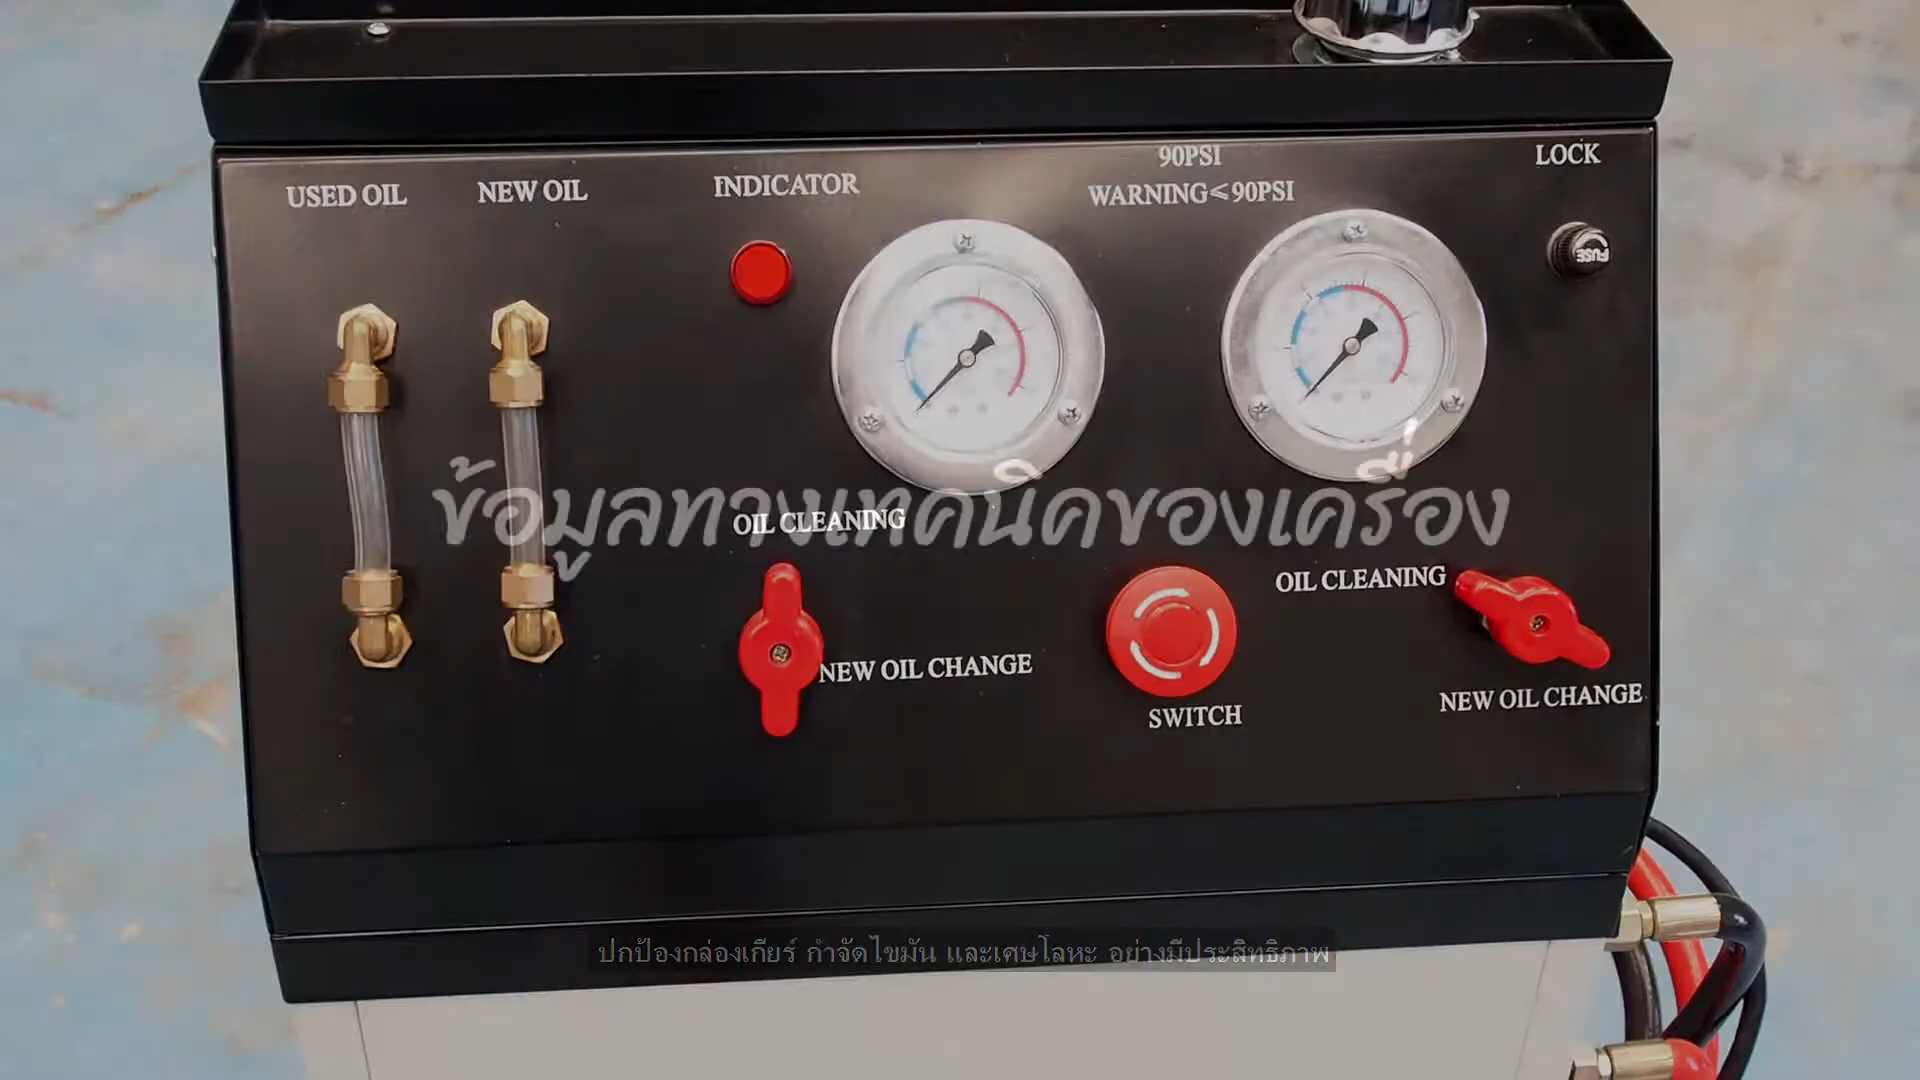 90PSI
LOCK
USED OIL
NEW OIL
INDICATOR
WARNING≤90PSI
FUSE
ข้อมูลทางเทคนิคของเครื่อง
OIL CLEANING
OIL CLEANING
NEW OIL CHANGE
NEW OIL CHANGE
SWITCH
ปกป้องกล่องเกียร์ กำจัดไขมัน และเศษโลหะ อย่างมีประสิทธิภาพ